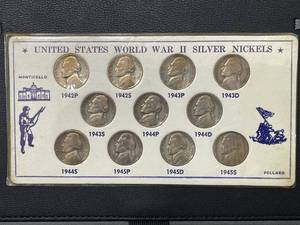 UNITED STATES WORLD WAR II SILVER NICKELS
MONTICELLO
1942P 1942S 1943P 1943D
1943S 1944P 1944D
1944S 1945P 1945D 1945S
POLLARD